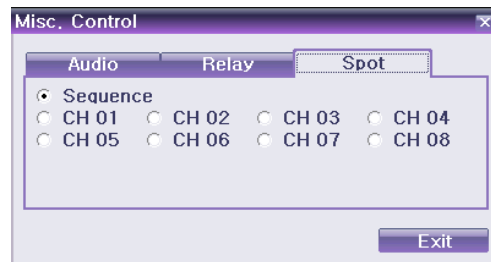 Misc. Control
Audio Relay Spot
Sequence
CH 01 CH 02 CH 03 CH 04
CH 05 CH 06 CH 07 CH 08
Exit